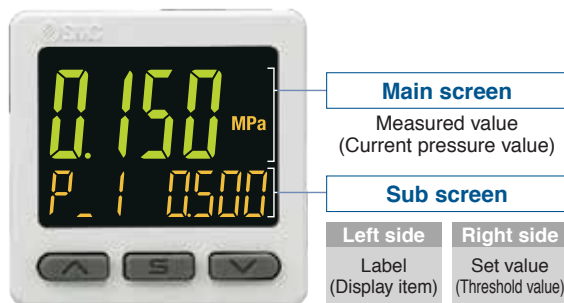 SMC
0.150 MPa
P_1 0.500
S
Main screen
Measured value
(Current pressure value)
Sub screen
Left side
Right side
Label
(Display item)
Set value
(Threshold value)